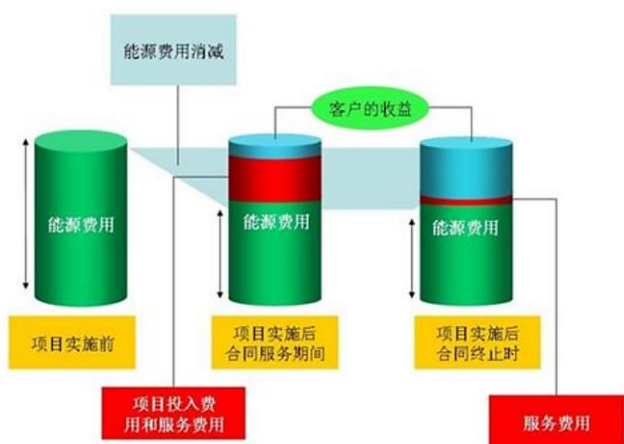 能源费用消减
客户的收益
能源费用
能源费用
能源费用
项目实施前
项目实施后
合同服务期间
项目实施后
合同终止时
项目投入费
用和服务费用
服务费用